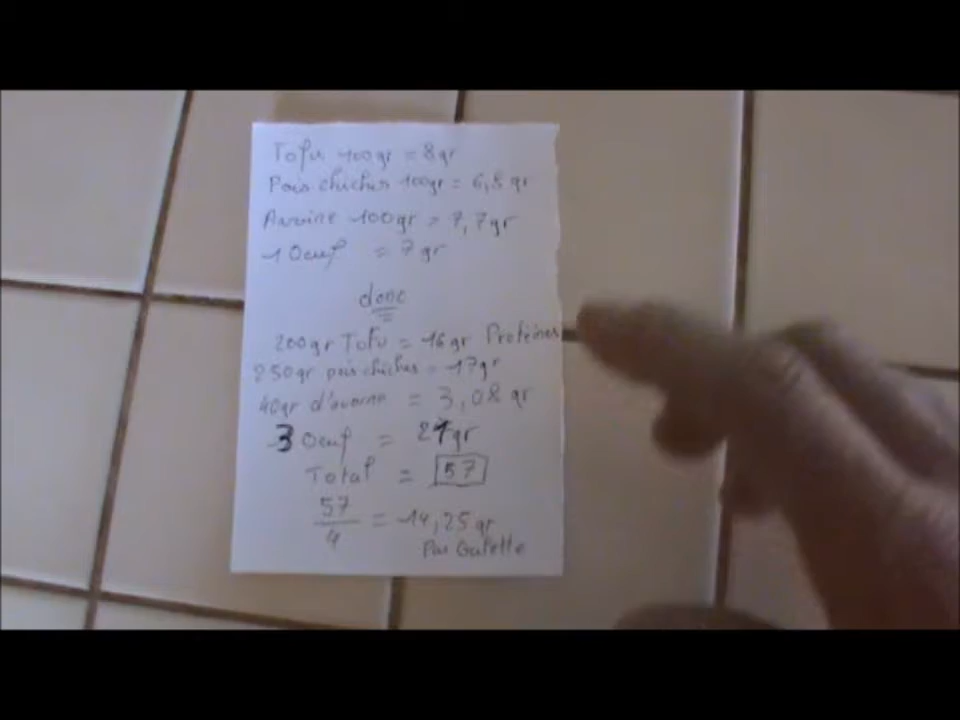 Tofu 100gr = 8gr
Pois chiches 100gr = 6,8 gr
Avoine 100gr = 7,7gr
1 Oeuf = 7 gr
donc
200gr Tofu = 16gr Protéines
250gr pois chiches = 17gr
40gr d'avoine = 3,08 gr
3 Oeuf = 21gr
Total = 57
57
4 = 14,25 gr
Par Galette